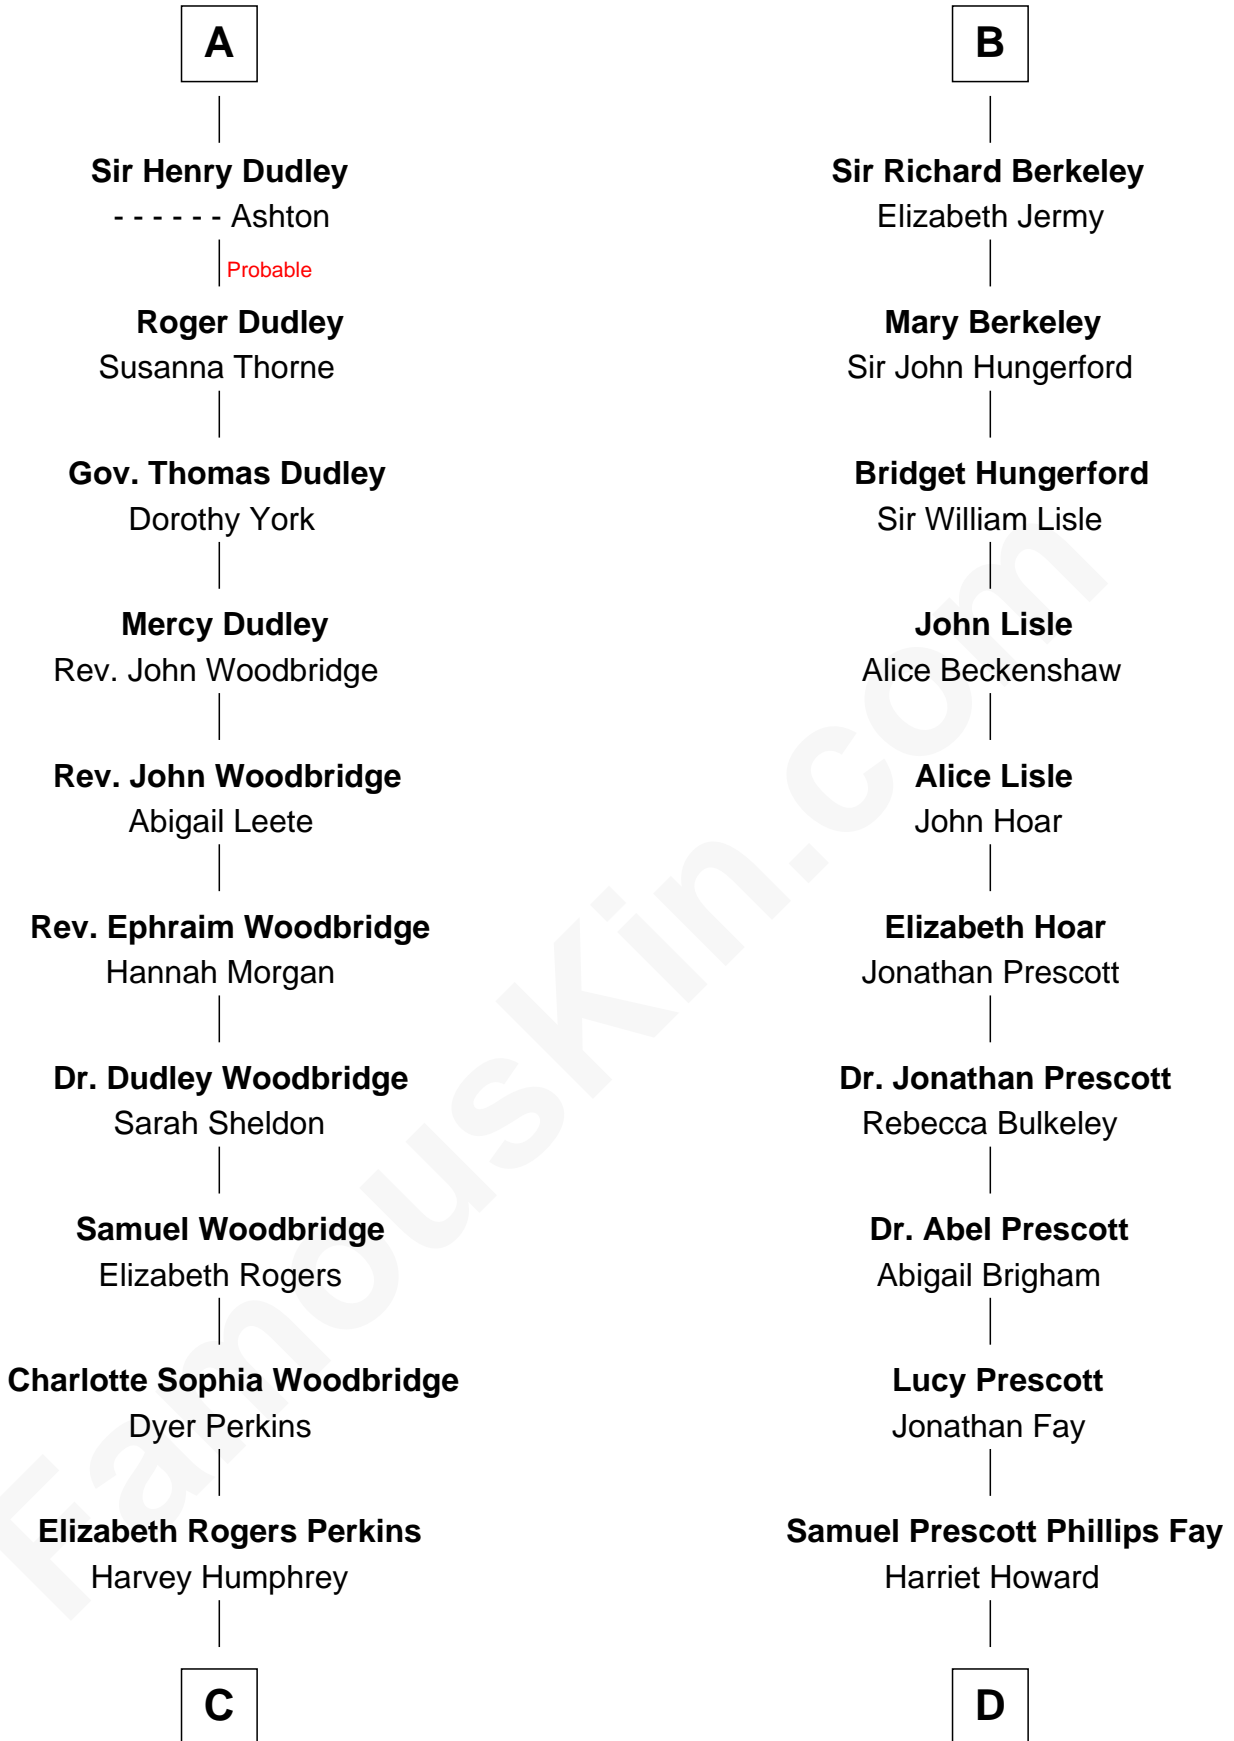 A
Sir Henry Dudley
- - - - - - Ashton
Probable
Roger Dudley
Susanna Thorne
Gov. Thomas Dudley
Dorothy York
Mercy Dudley
Rev. John Woodbridge
Rev. John Woodbridge
Abigail Leete
Rev. Ephraim Woodbridge
Hannah Morgan
Dr. Dudley Woodbridge
Sarah Sheldon
Samuel Woodbridge
Elizabeth Rogers
Charlotte Sophia Woodbridge
Dyer Perkins
Elizabeth Rogers Perkins
Harvey Humphrey
C
B
Sir Richard Berkeley
Elizabeth Jermy
Mary Berkeley
Sir John Hungerford
Bridget Hungerford
Sir William Lisle
John Lisle
Alice Beckenshaw
Alice Lisle
John Hoar
Elizabeth Hoar
Jonathan Prescott
Dr. Jonathan Prescott
Rebecca Bulkeley
Dr. Abel Prescott
Abigail Brigham
Lucy Prescott
Jonathan Fay
Samuel Prescott Phillips Fay
Harriet Howard
D
FamousKin.com